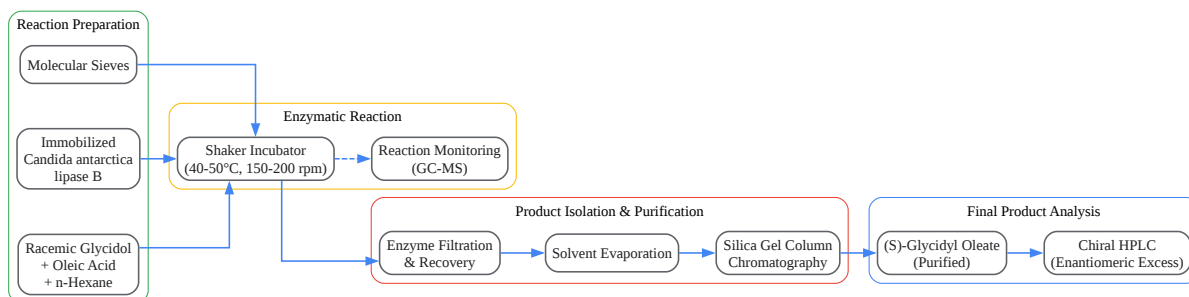 Reaction Preparation
Molecular Sieves
Immobilized
Candida antarctica
lipase B
Racemic Glycidol
+ Oleic Acid
+ n-Hexane
Enzymatic Reaction
Shaker Incubator
(40-50°C, 150-200 rpm)
Reaction Monitoring
(GC-MS)
Product Isolation & Purification
Enzyme Filtration
& Recovery
Solvent Evaporation
Silica Gel Column
Chromatography
Final Product Analysis
(S)-Glycidyl Oleate
(Purified)
Chiral HPLC
(Enantiomeric Excess)